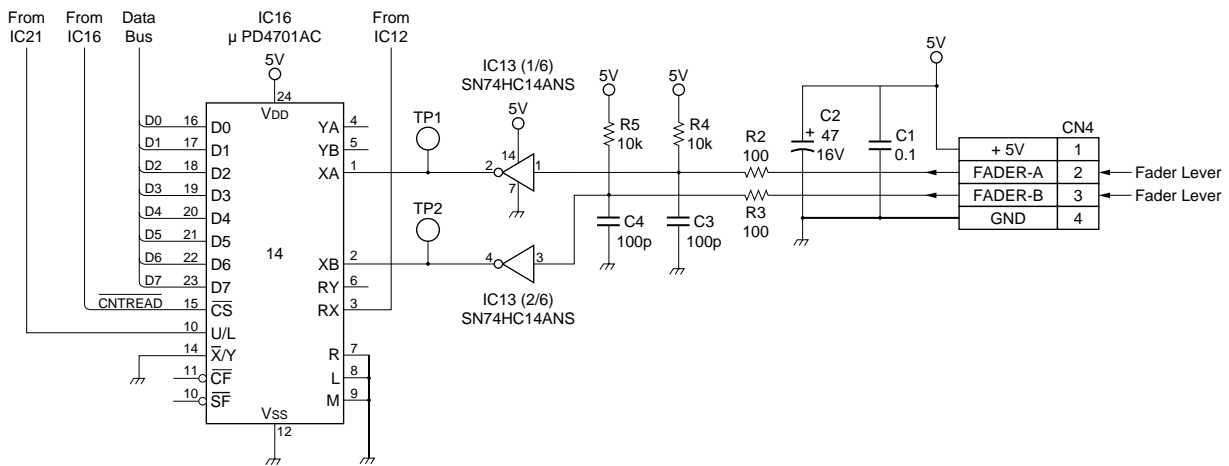 From
IC21
From
IC16
Data
Bus
IC16
μ PD4701AC
5V
From
IC12
24
VDD
D0 16 D0
D1 17 D1
D2 18 D2
D3 19 D3
D4 20 D4
D5 21 D5
D6 22 D6
D7 23 D7
CNTREAD 15 CS
10 U/L
14 X/Y
11 CF
10 SF
14
YA 4
YB 5
XA 1
XB 2
RY 6
RX 3
R 7
L 8
M 9
VSS
12
TP1
TP2
IC13 (1/6)
SN74HC14ANS
5V
14
2
1
7
4
3
IC13 (2/6)
SN74HC14ANS
5V
R5
10k
5V
R4
10k
C4
100p
C3
100p
R2
100
R3
100
C2
+ 47
16V
C1
0.1
5V
CN4
+ 5V 1
FADER-A 2
FADER-B 3
GND 4
Fader Lever
Fader Lever